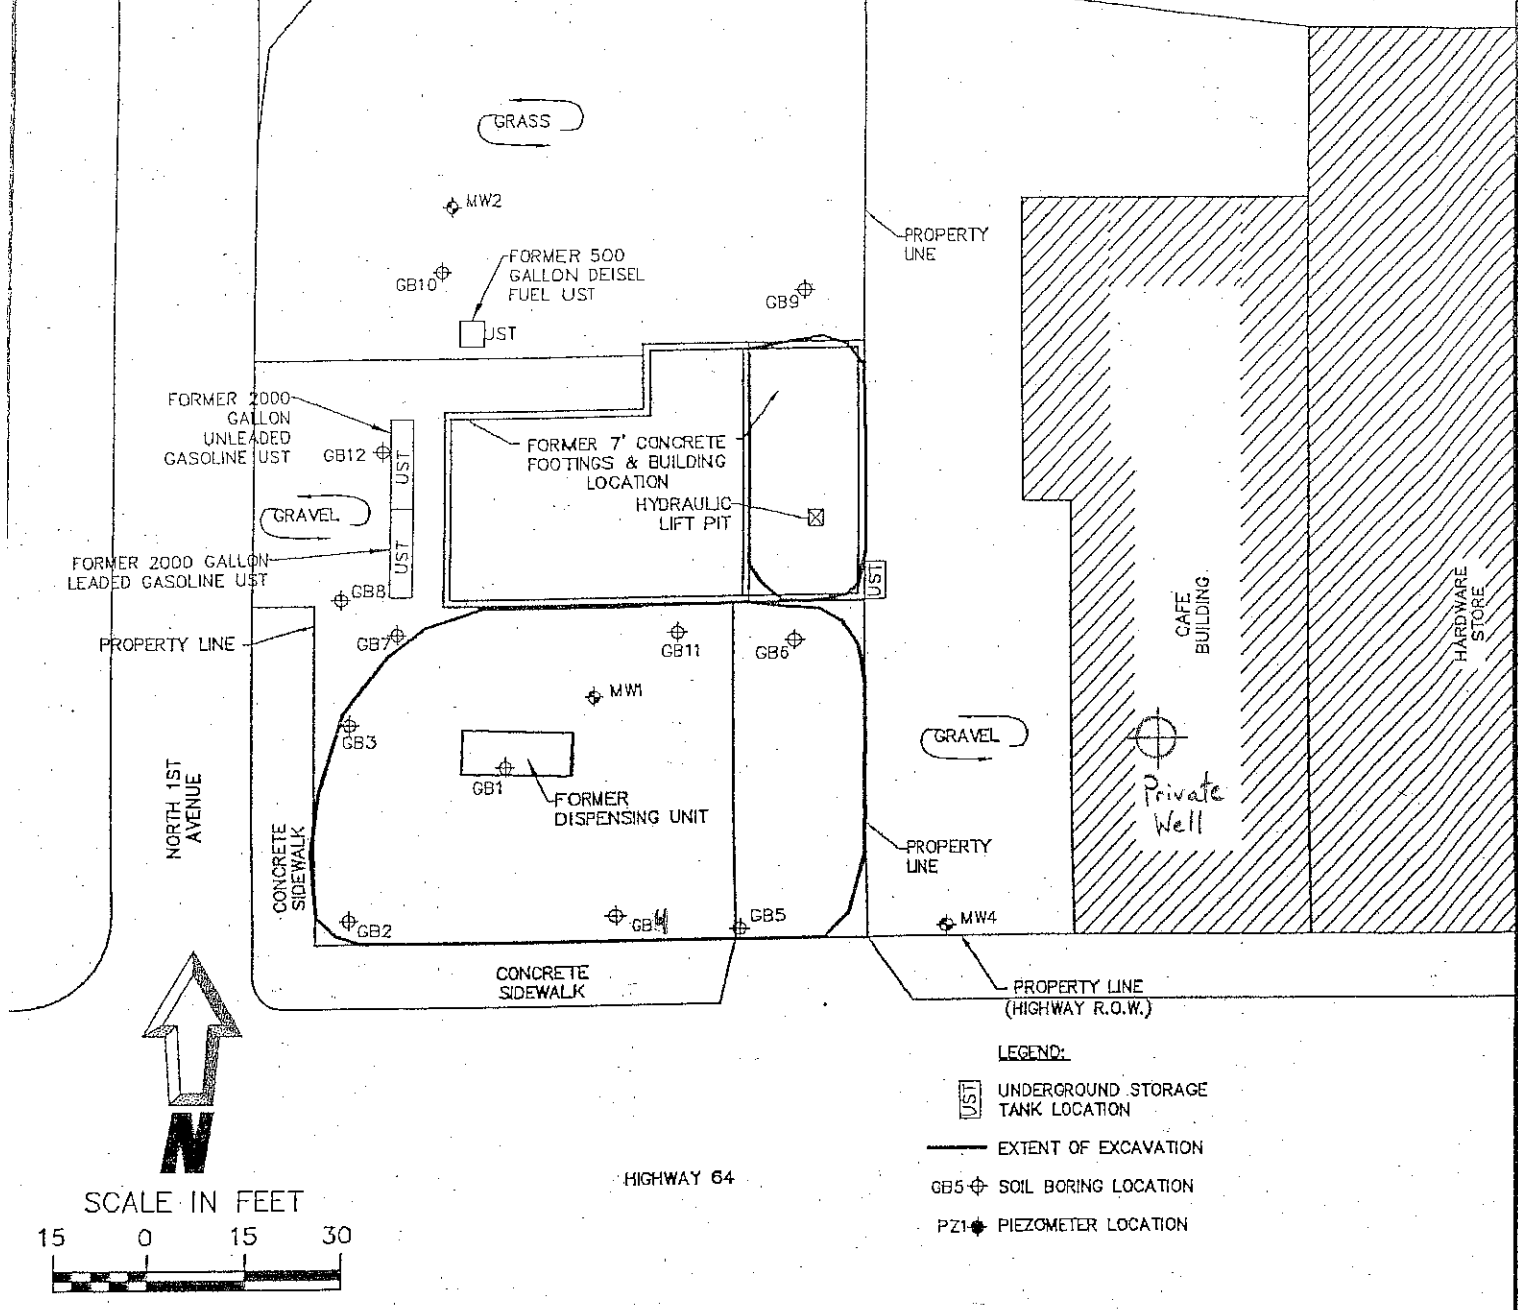 GRASS
MW2
PROPERTY
LINE
FORMER 500
GALLON DEISEL
FUEL UST
GB10
GB9
UST
FORMER 2000
GALLON
UNLEADED
GASOLINE UST
GB12
UST
FORMER 7' CONCRETE
FOOTINGS & BUILDING
LOCATION
HYDRAULIC
LIFT PIT
GRAVEL
UST
FORMER 2000 GALLON
LEADED GASOLINE UST
UST
GB8
CAFE
BUILDING
HARDWARE
STORE
PROPERTY LINE
GB7
GB11
GB6
MW1
GB3
GRAVEL
GB1
FORMER
DISPENSING UNIT
Private
Well
NORTH 1ST
AVENUE
CONCRETE
SIDEWALK
PROPERTY
LINE
GB2
GB4
GB5
MW4
CONCRETE
SIDEWALK
PROPERTY LINE
(HIGHWAY R.O.W.)
LEGEND:
UST UNDERGROUND STORAGE
TANK LOCATION
EXTENT OF EXCAVATION
GB5 SOIL BORING LOCATION
PZ1 PIEZOMETER LOCATION
N
HIGHWAY 64
SCALE IN FEET
15 0 15 30